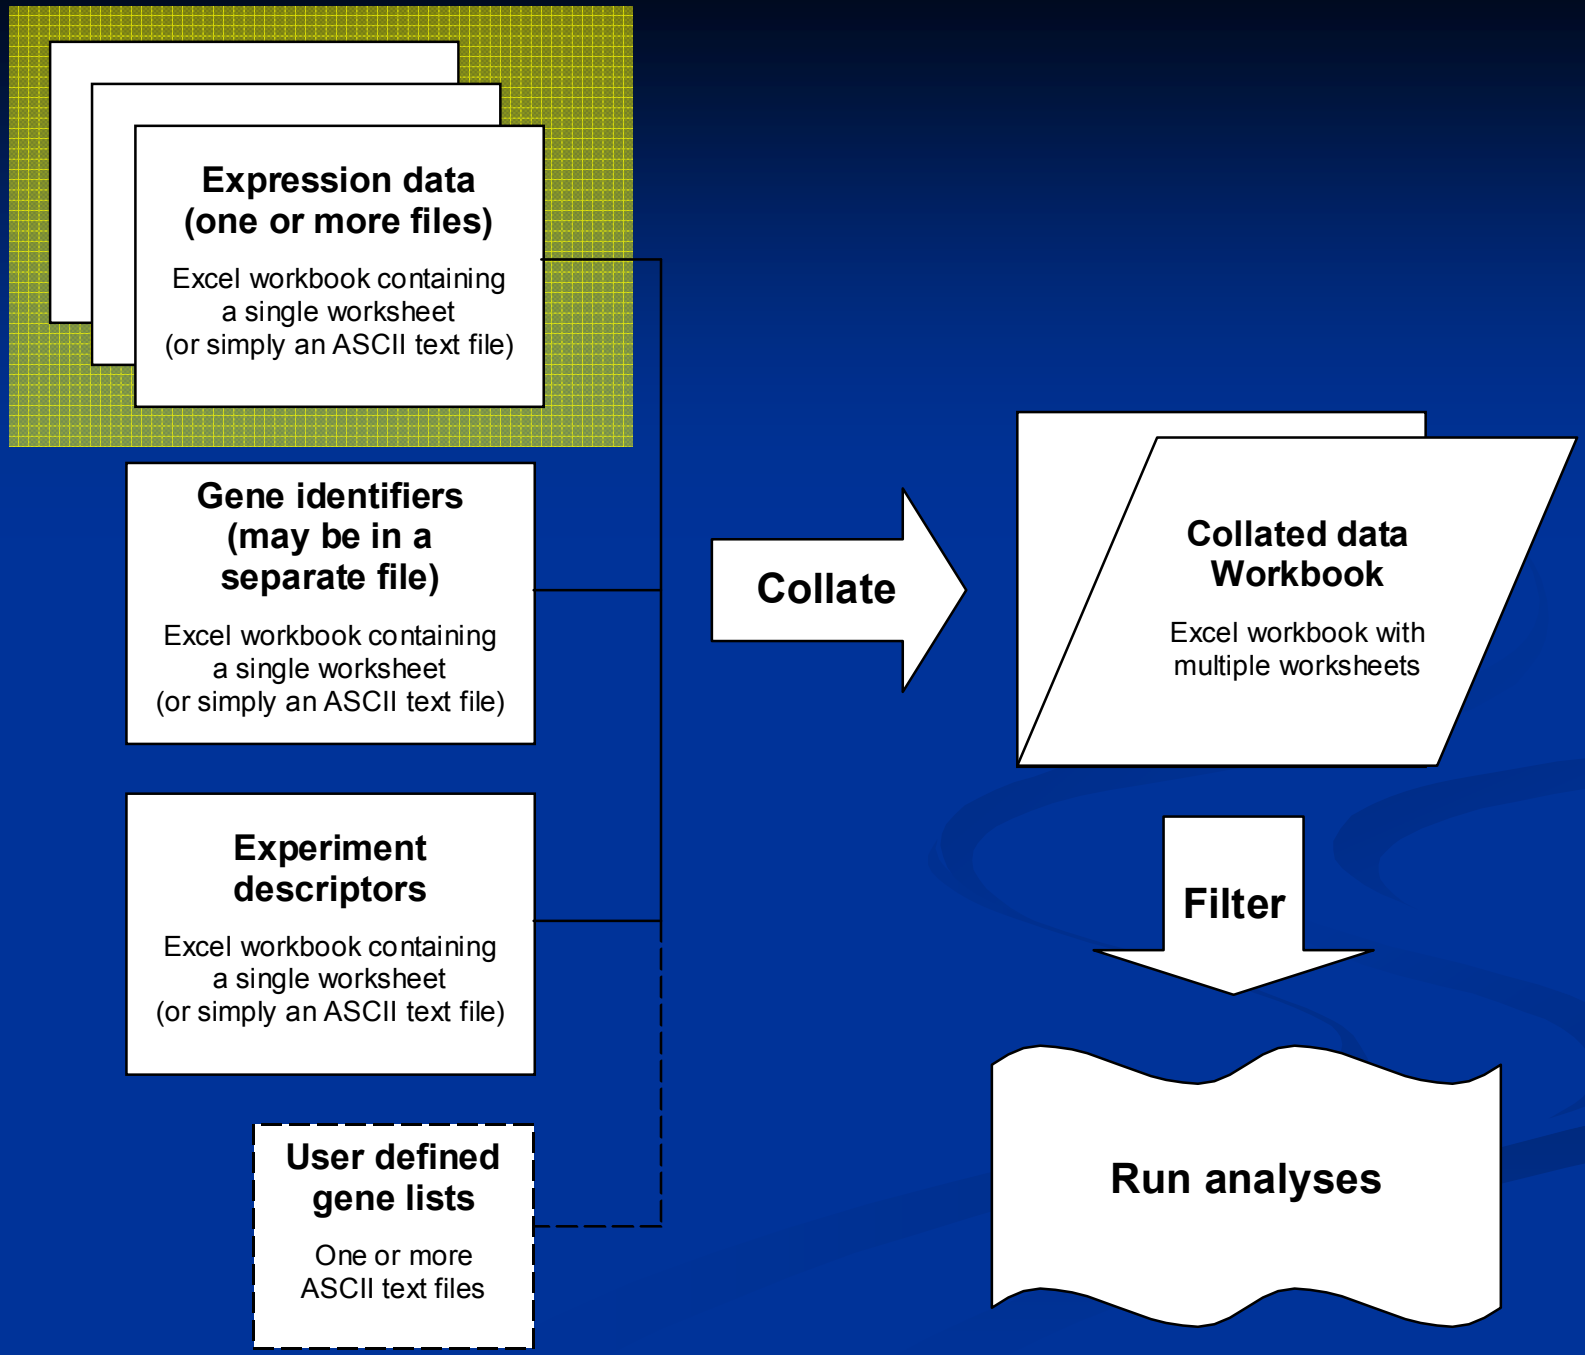 Expression data
(one or more files)
Excel workbook containing
a single worksheet
(or simply an ASCII text file)
Gene identifiers
(may be in a
separate file)
Excel workbook containing
a single worksheet
(or simply an ASCII text file)
Experiment
descriptors
Excel workbook containing
a single worksheet
(or simply an ASCII text file)
User defined
gene lists
One or more
ASCII text files
Collate
Collated data
Workbook
Excel workbook with
multiple worksheets
Filter
Run analyses